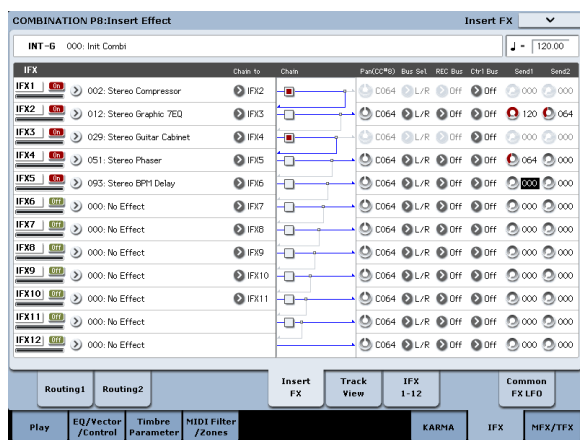 COMBINATION P8:Insert Effect Insert FX
INT-G 000: Init Combi ♩ = 120.00
IFX Chain to Chain Pan(CC#8) Bus Sel. REC Bus Ctrl Bus Send1 Send2
IFX1 On 002: Stereo Compressor IFX2 C064 L/R Off Off 000 000
IFX2 On 012: Stereo Graphic 7EQ IFX3 C064 L/R Off Off 120 064
IFX3 On 029: Stereo Guitar Cabinet IFX4 C064 L/R Off Off 000 000
IFX4 On 051: Stereo Phaser IFX5 C064 L/R Off Off 064 000
IFX5 On 093: Stereo BPM Delay IFX6 C064 L/R Off Off 000 000
IFX6 Off 000: No Effect IFX7 C064 L/R Off Off 000 000
IFX7 Off 000: No Effect IFX8 C064 L/R Off Off 000 000
IFX8 Off 000: No Effect IFX9 C064 L/R Off Off 000 000
IFX9 Off 000: No Effect IFX10 C064 L/R Off Off 000 000
IFX10 Off 000: No Effect IFX11 C064 L/R Off Off 000 000
IFX11 Off 000: No Effect C064 L/R Off Off 000 000
IFX12 Off 000: No Effect C064 L/R Off Off 000 000
Routing1 Routing2 Insert FX Track View IFX 1-12 Common FX LFO
Play EQ/Vector /Control Timbre Parameter MIDI Filter /Zones KARMA IFX MFX/TFX